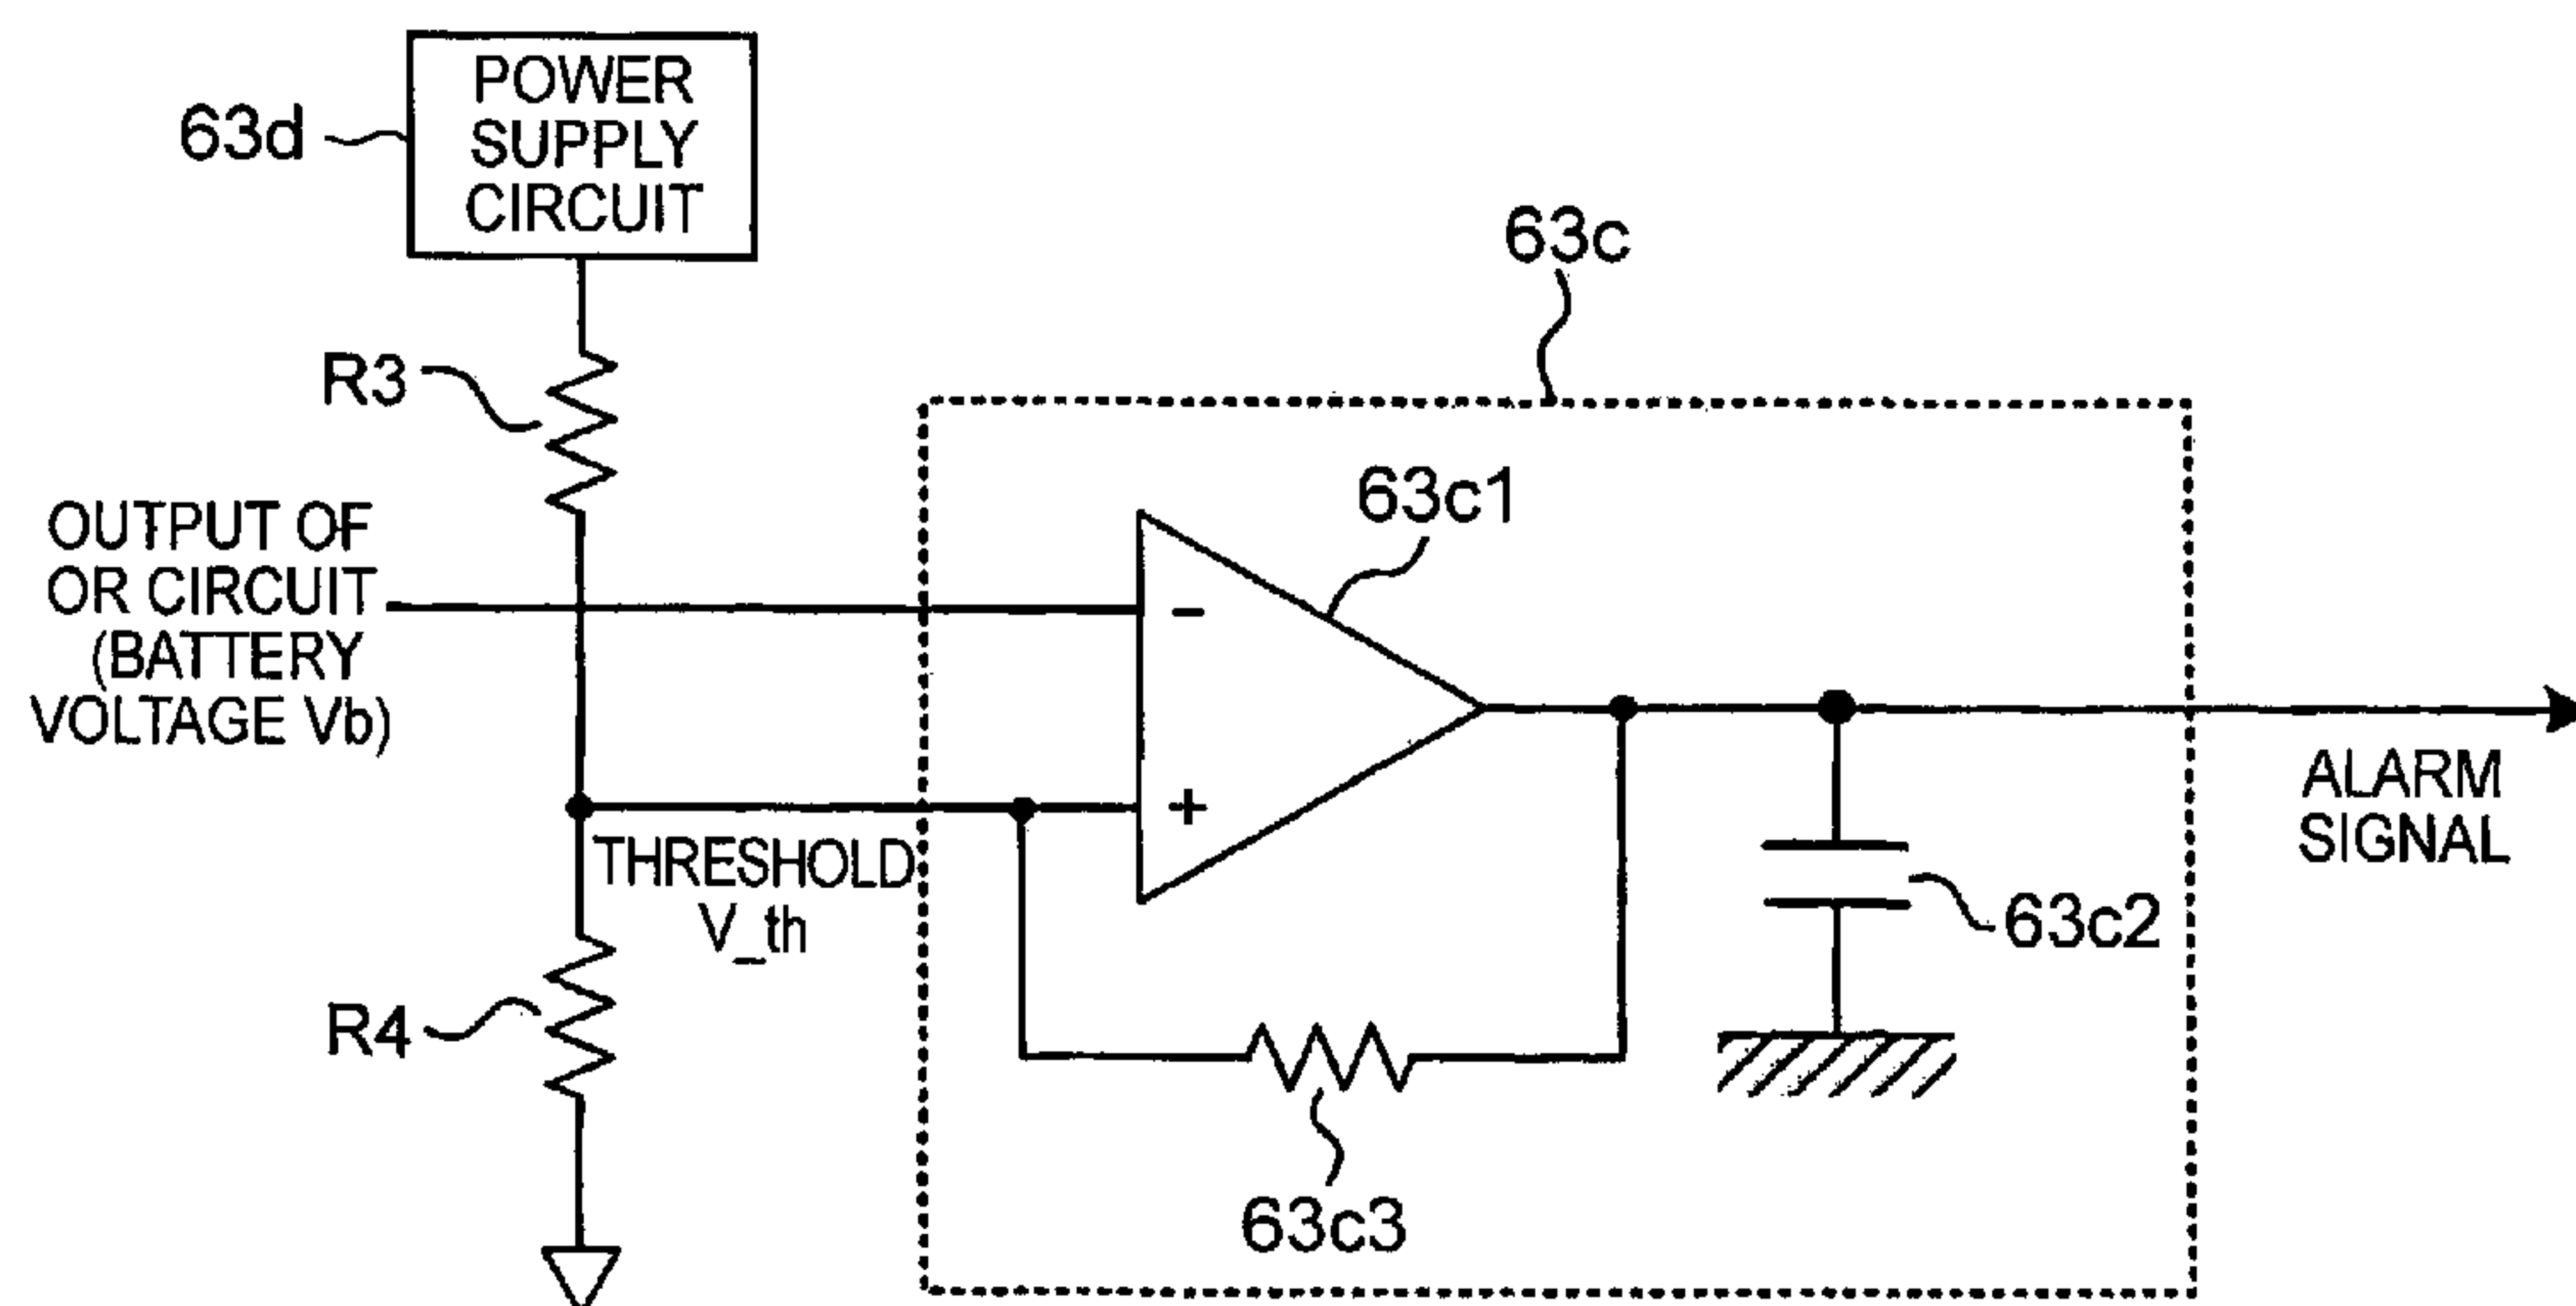 POWER
SUPPLY
CIRCUIT
63d
63c
R3
63c1
OUTPUT OF
OR CIRCUIT
(BATTERY
VOLTAGE Vb)
−
+
ALARM
SIGNAL
THRESHOLD
V_th
63c2
R4
63c3